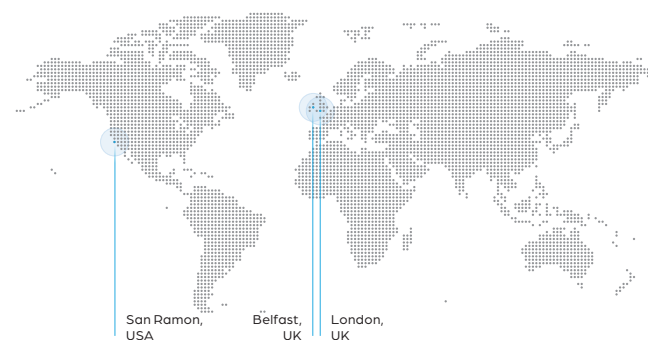 San Ramon,
USA
Belfast,
UK
London,
UK